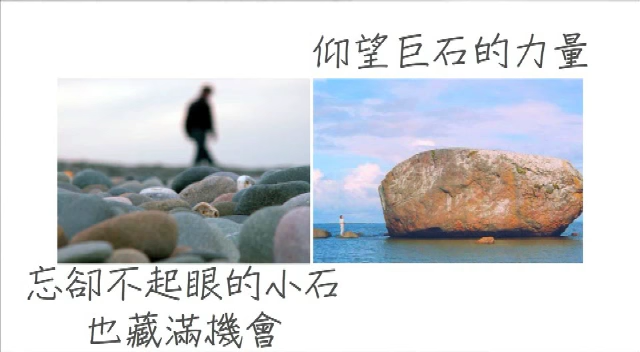 仰望巨石的力量
忘卻不起眼的小石
也藏滿機會